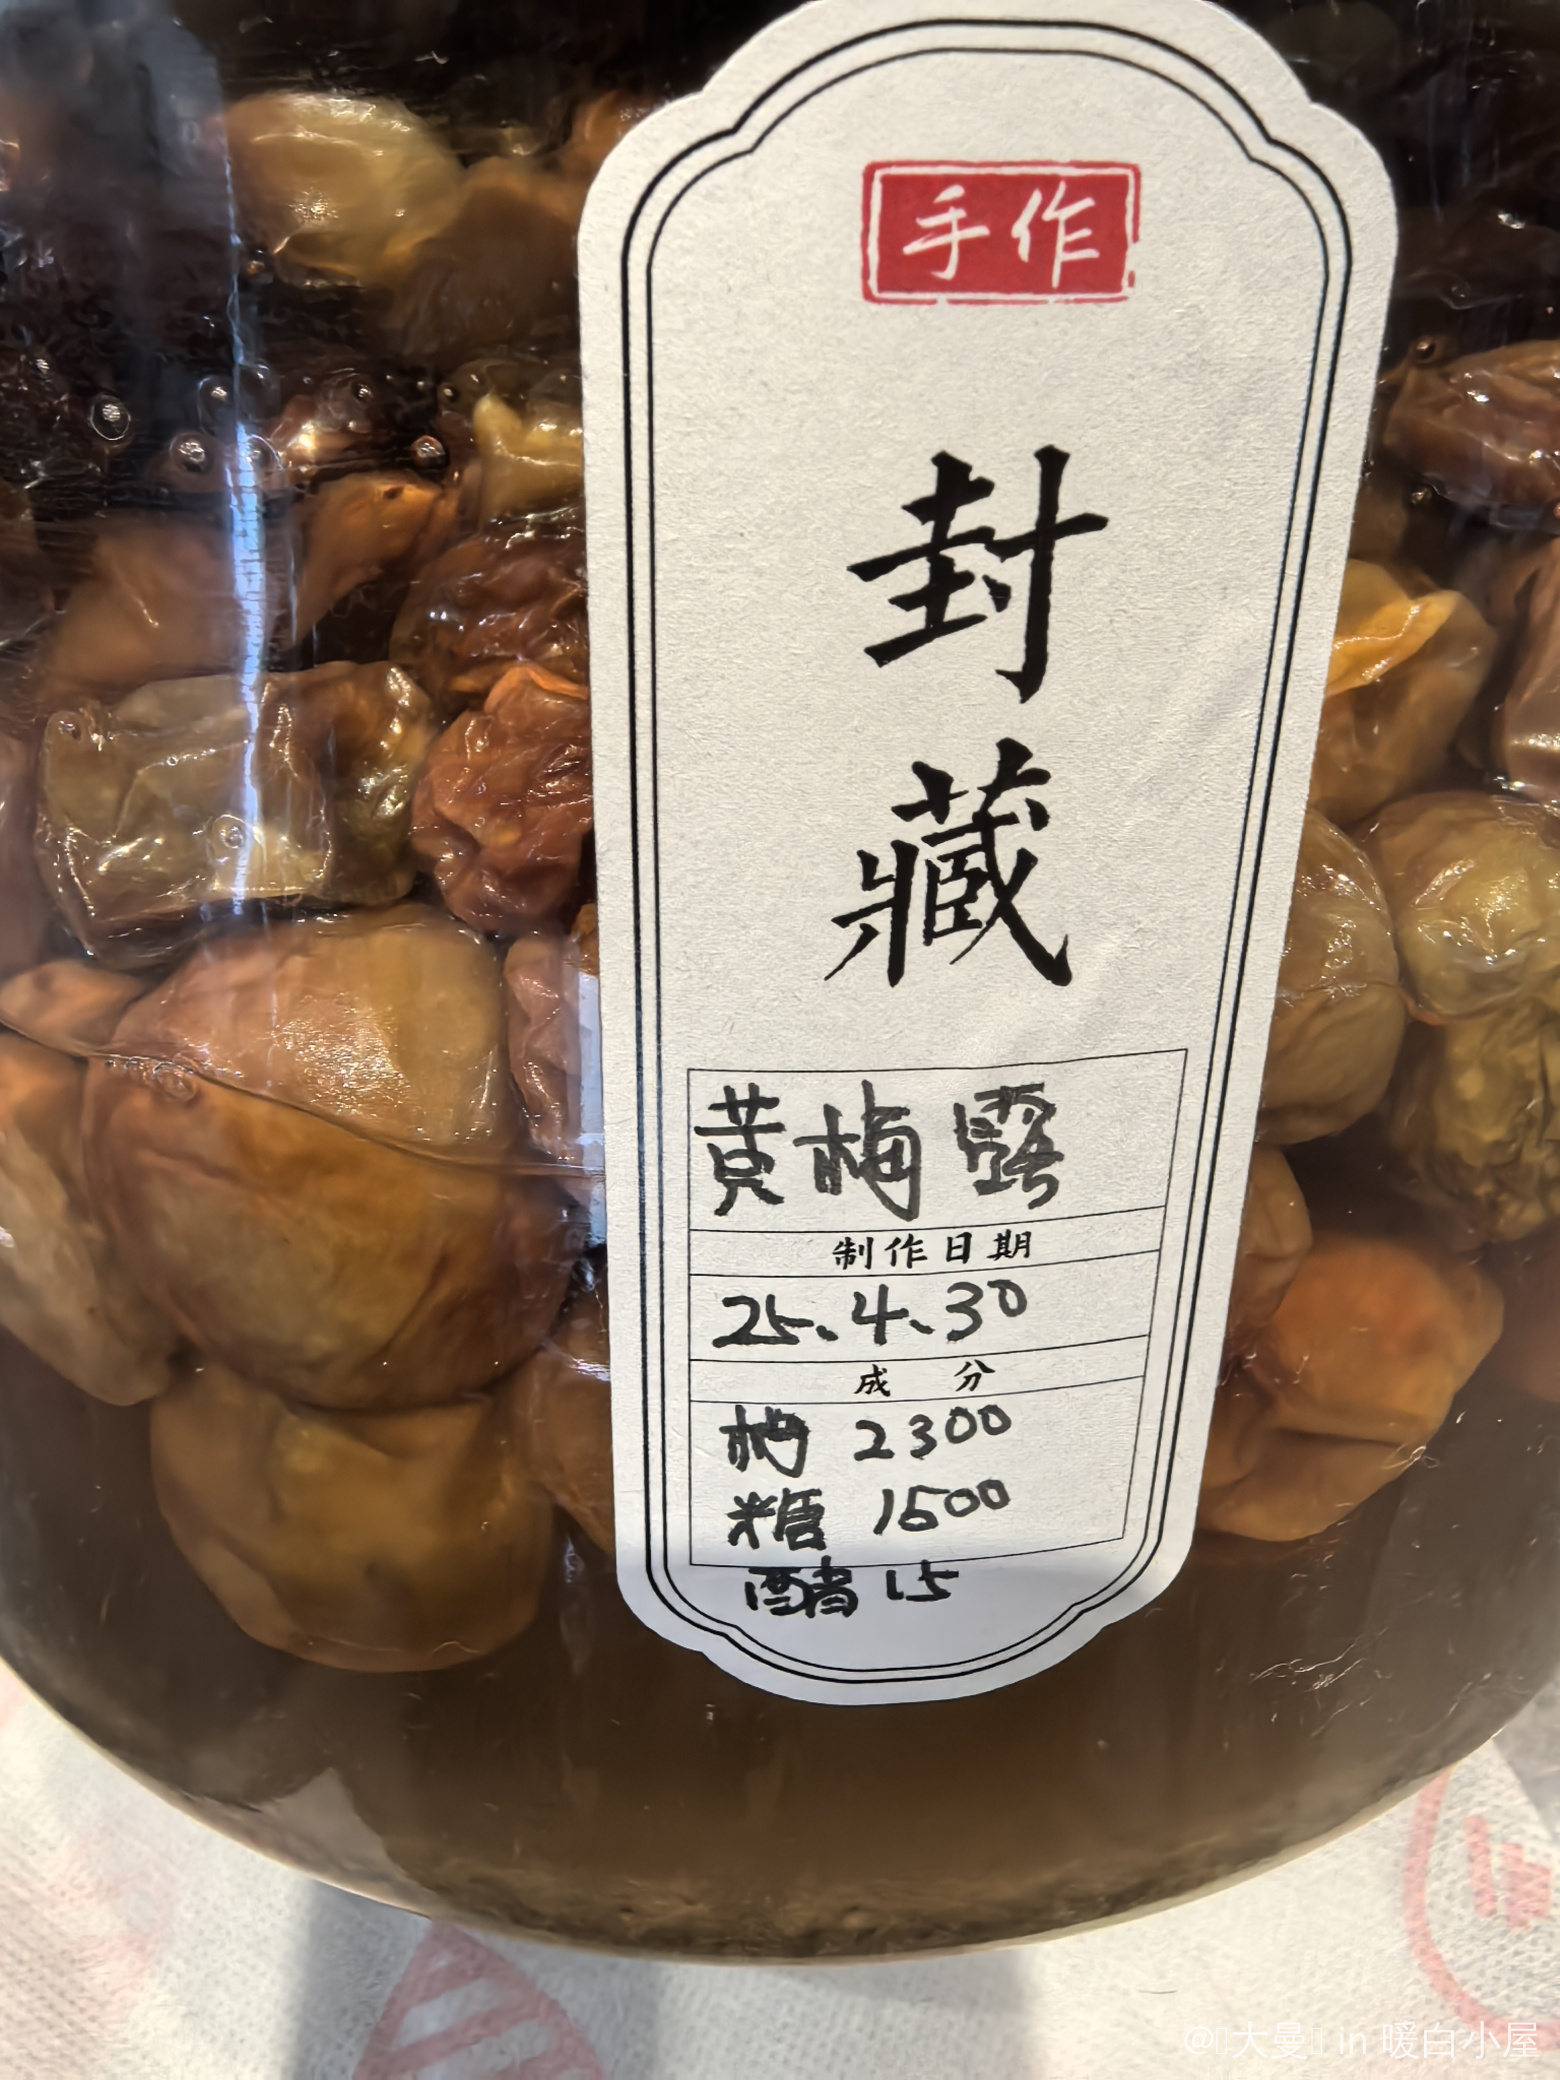 手作
封
藏
黄梅露
制作日期
25.4.30
成 分
梅 2300
糖 1500
醋 15
大曼 in 暖白小屋